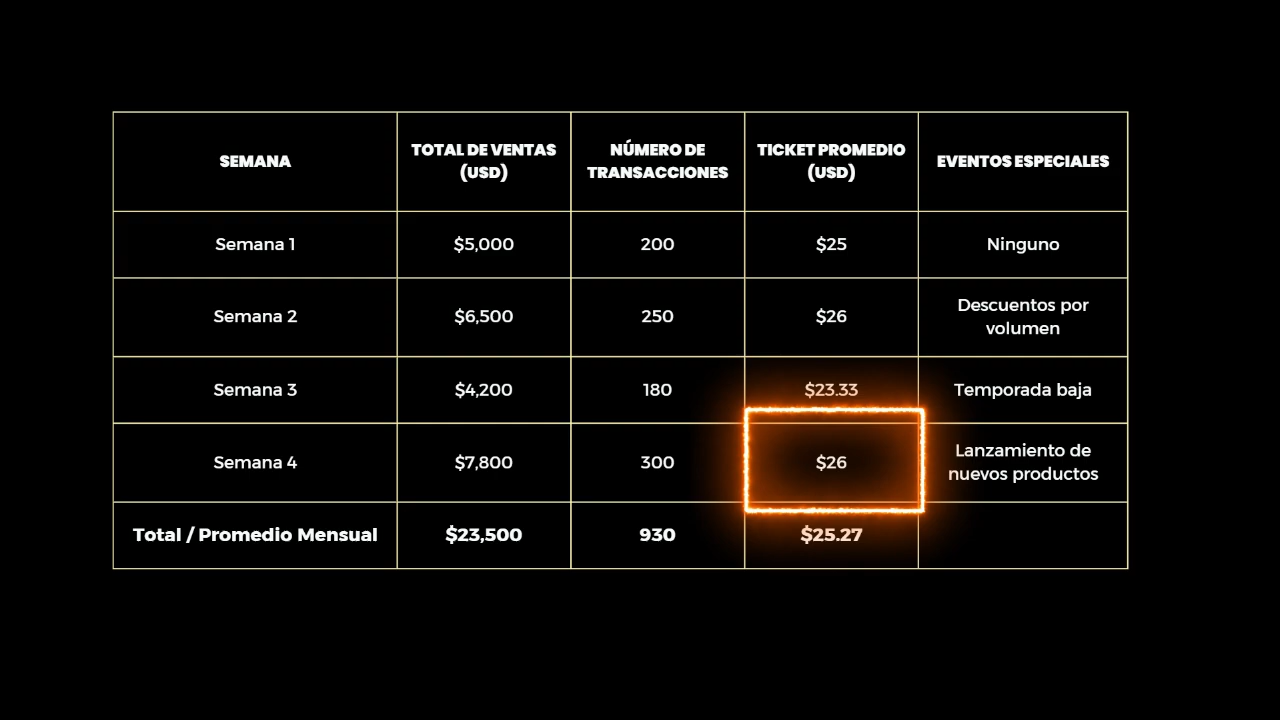 SEMANA
TOTAL DE VENTAS
(USD)
NÚMERO DE
TRANSACCIONES
TICKET PROMEDIO
(USD)
EVENTOS ESPECIALES
Semana 1
$5,000
200
$25
Ninguno
Semana 2
$6,500
250
$26
Descuentos por
volumen
Semana 3
$4,200
180
$23.33
Temporada baja
Semana 4
$7,800
300
$26
Lanzamiento de
nuevos productos
Total / Promedio Mensual
$23,500
930
$25.27